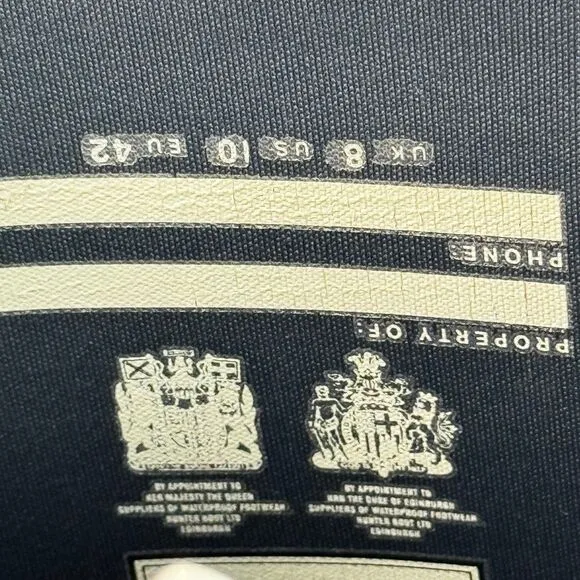 PROPERTY OF:
PHONE:
UK 8 US 10 EU 42
BY APPOINTMENT TO
HER MAJESTY THE QUEEN
SUPPLIERS OF WATERPROOF FOOTWEAR
HUNTER BOOT LTD
EDINBURGH
BY APPOINTMENT TO
HRH THE DUKE OF EDINBURGH
SUPPLIERS OF WATERPROOF FOOTWEAR
HUNTER BOOT LTD
EDINBURGH